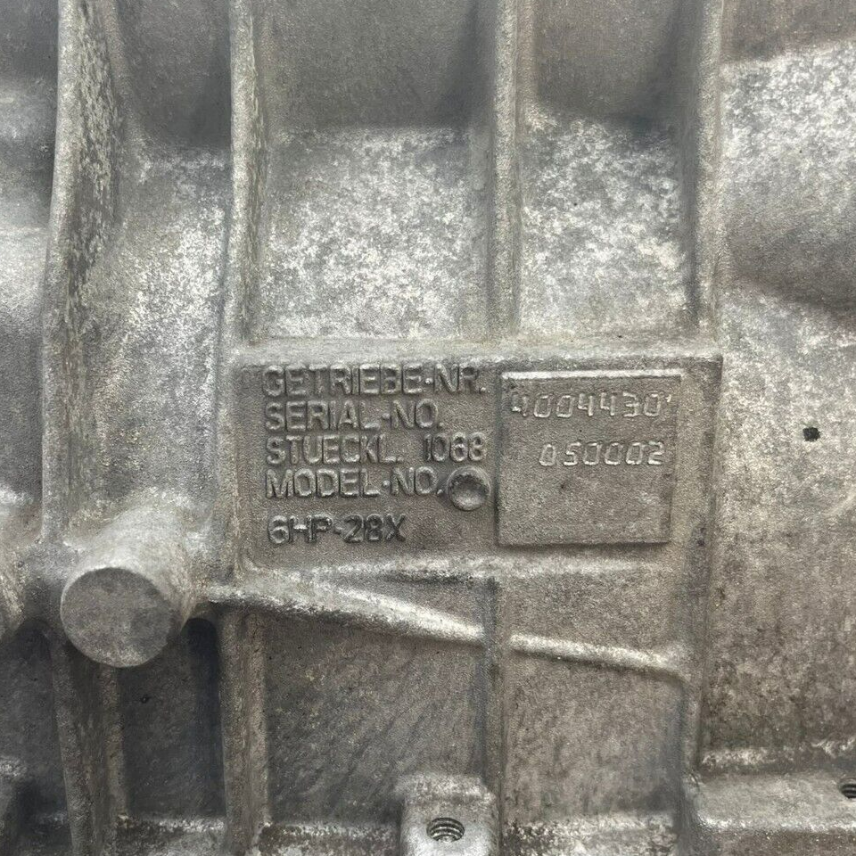 GETRIEBE-NR.
SERIAL-NO. 4004430
STUECKL. 1068 050002
MODEL-NO.
6HP-28X